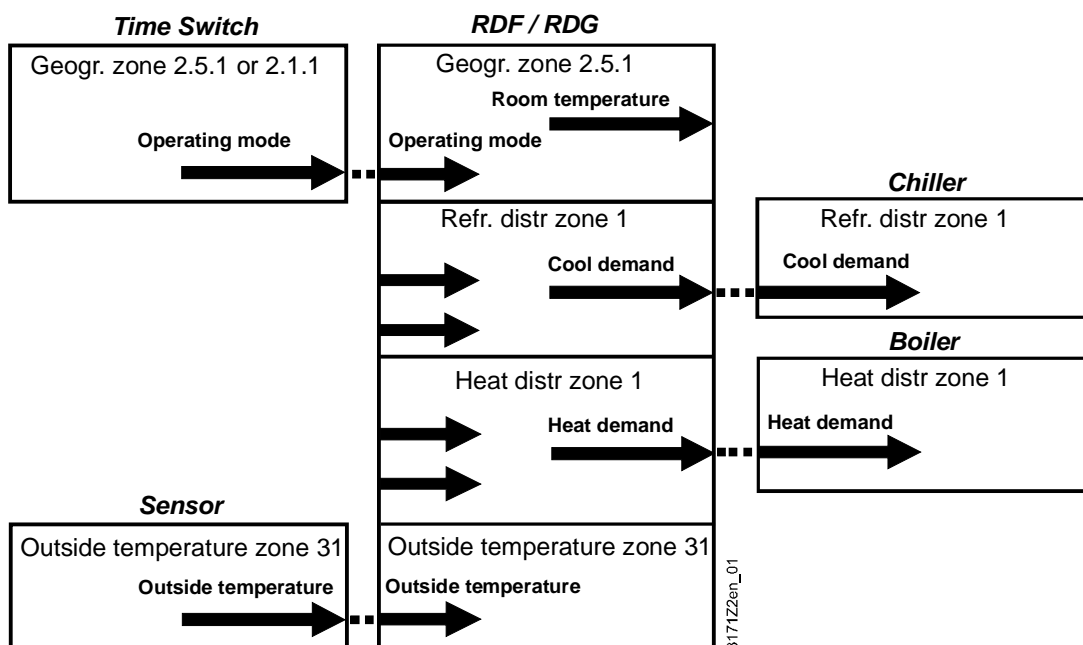 Time Switch
RDF / RDG
Geogr. zone 2.5.1 or 2.1.1
Geogr. zone 2.5.1
Room temperature
Operating mode
Operating mode
Chiller
Refr. distr zone 1
Refr. distr zone 1
Cool demand
Cool demand
Boiler
Heat distr zone 1
Heat distr zone 1
Heat demand
Heat demand
Sensor
Outside temperature zone 31
Outside temperature zone 31
Outside temperature
Outside temperature
3171Z2en_01